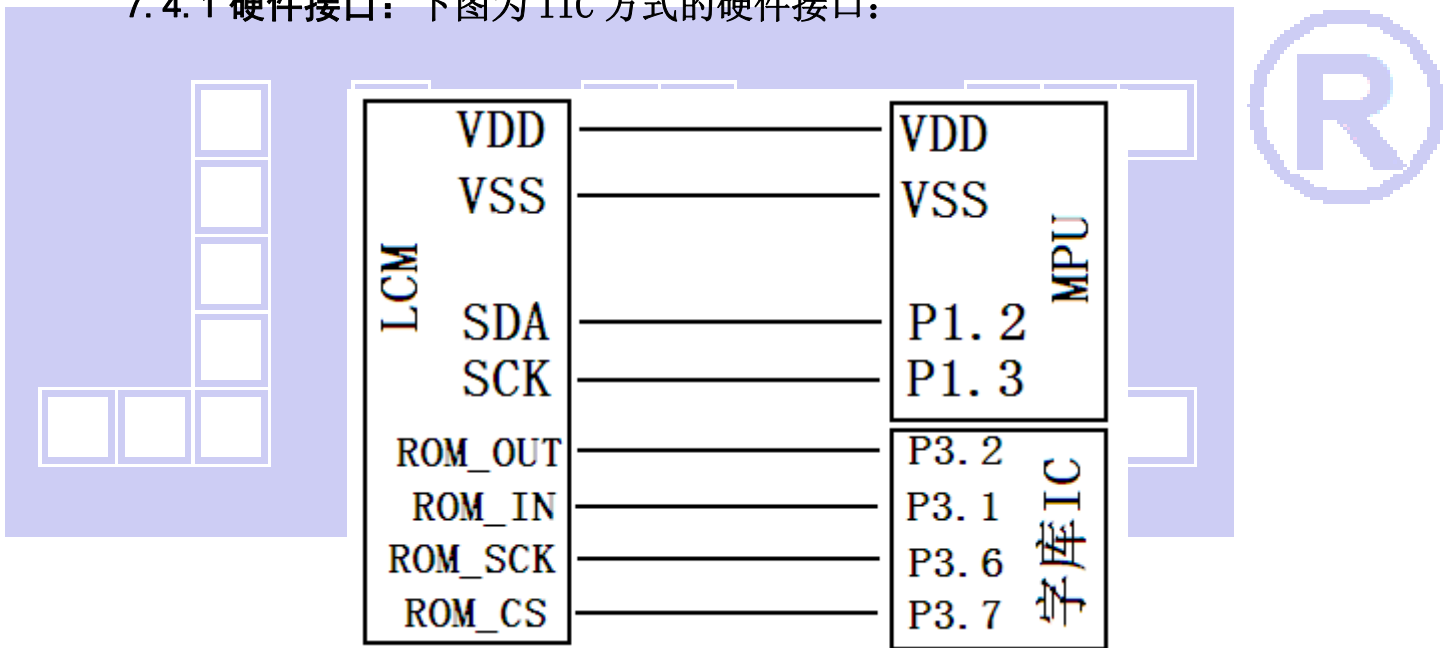 7.4.1 硬件接口：下图为 IIC 方式的硬件接口：
LCM
VDD
VSS
SDA
SCK
ROM_OUT
ROM_IN
ROM_SCK
ROM_CS
VDD
VSS
P1.2
P1.3
MPU
P3.2
P3.1
P3.6
P3.7
字库IC
®